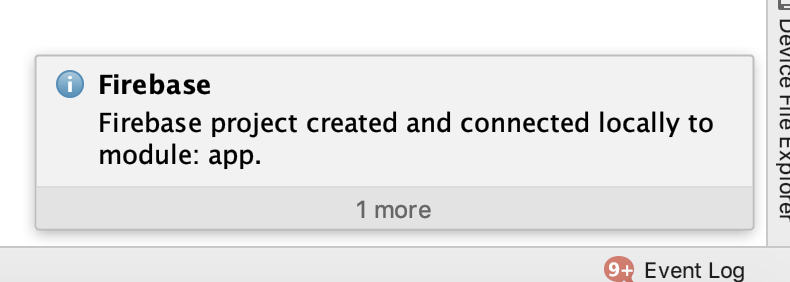 Firebase
Firebase project created and connected locally to
module: app.
1 more
9+ Event Log
Device File Explorer